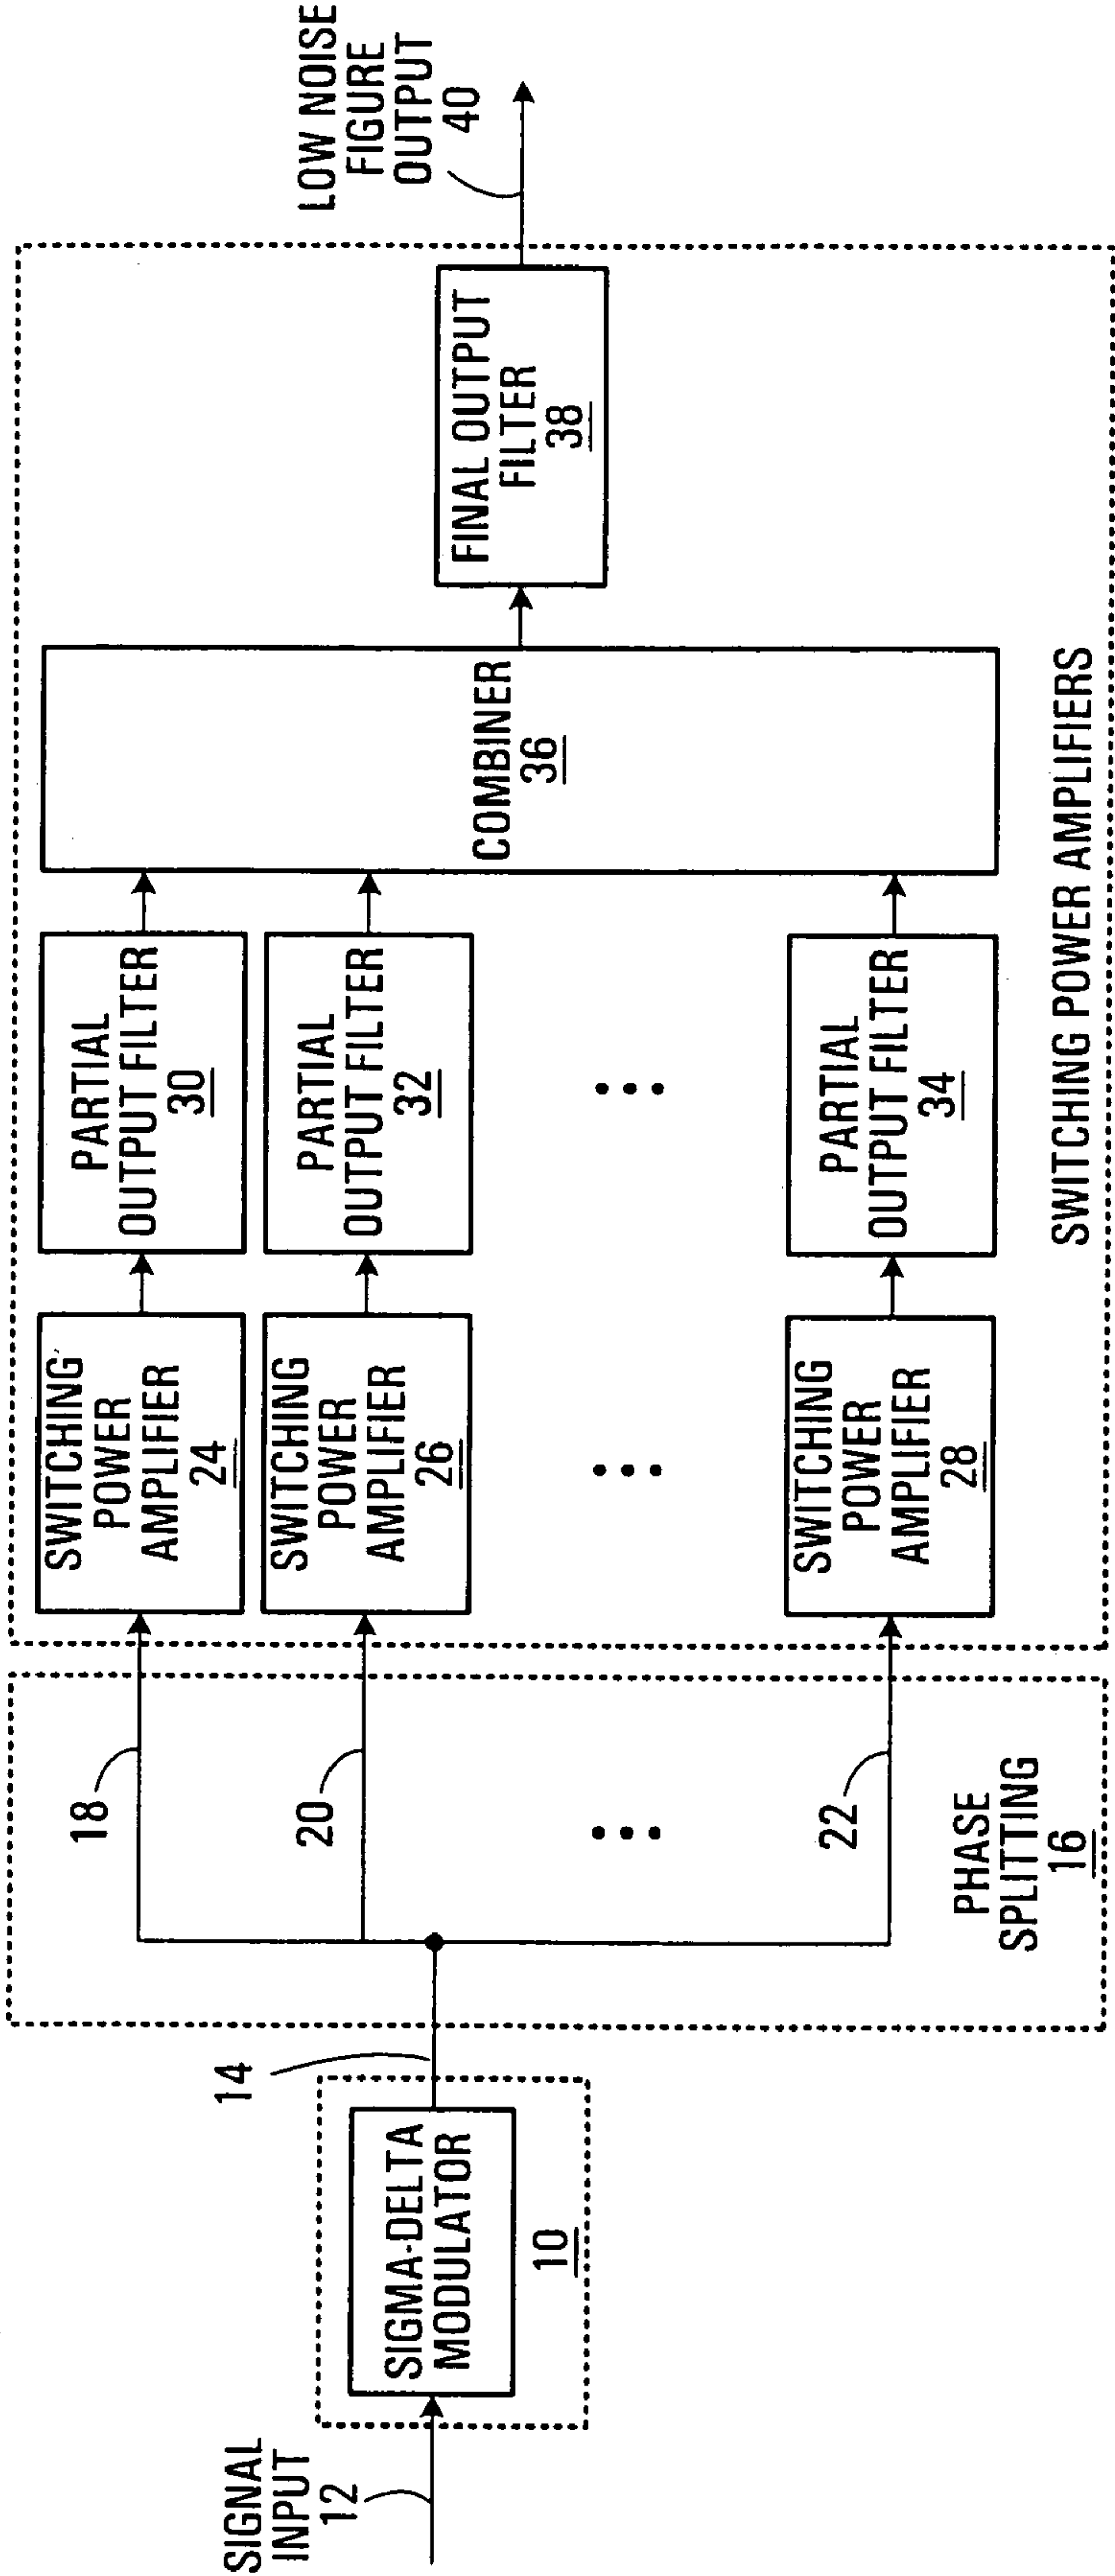 SIGNAL
INPUT
12
SIGMA-DELTA
MODULATOR
10
14
PHASE
SPLITTING
16
18
20
22
SWITCHING
POWER
AMPLIFIER
24
SWITCHING
POWER
AMPLIFIER
26
SWITCHING
POWER
AMPLIFIER
28
PARTIAL
OUTPUT FILTER
30
PARTIAL
OUTPUT FILTER
32
PARTIAL
OUTPUT FILTER
34
COMBINER
36
FINAL OUTPUT
FILTER
38
SWITCHING POWER AMPLIFIERS
LOW NOISE
FIGURE
OUTPUT
40